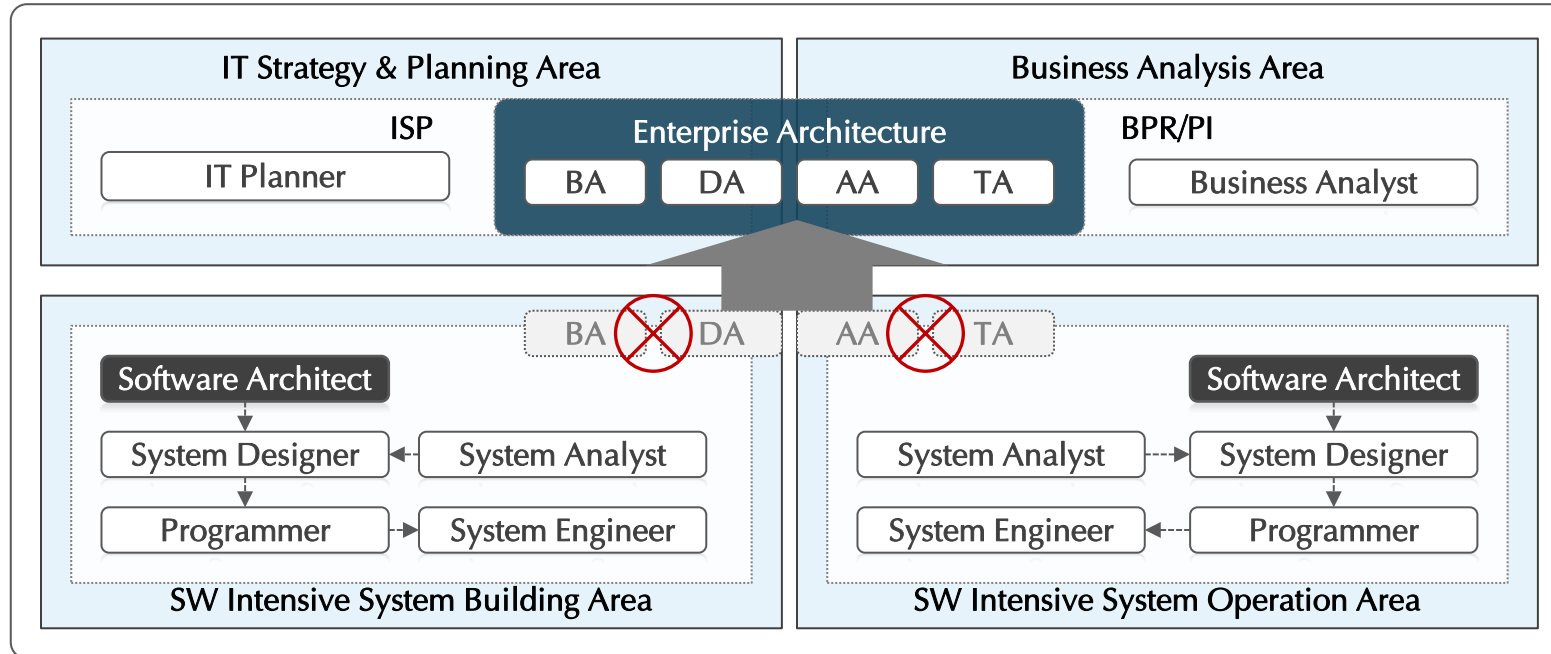 IT Strategy & Planning Area
Business Analysis Area
ISP
Enterprise Architecture
BPR/PI
IT Planner
BA
DA
AA
TA
Business Analyst
BA
DA
AA
TA
Software Architect
System Designer
System Analyst
Programmer
System Engineer
SW Intensive System Building Area
Software Architect
System Analyst
System Designer
System Engineer
Programmer
SW Intensive System Operation Area